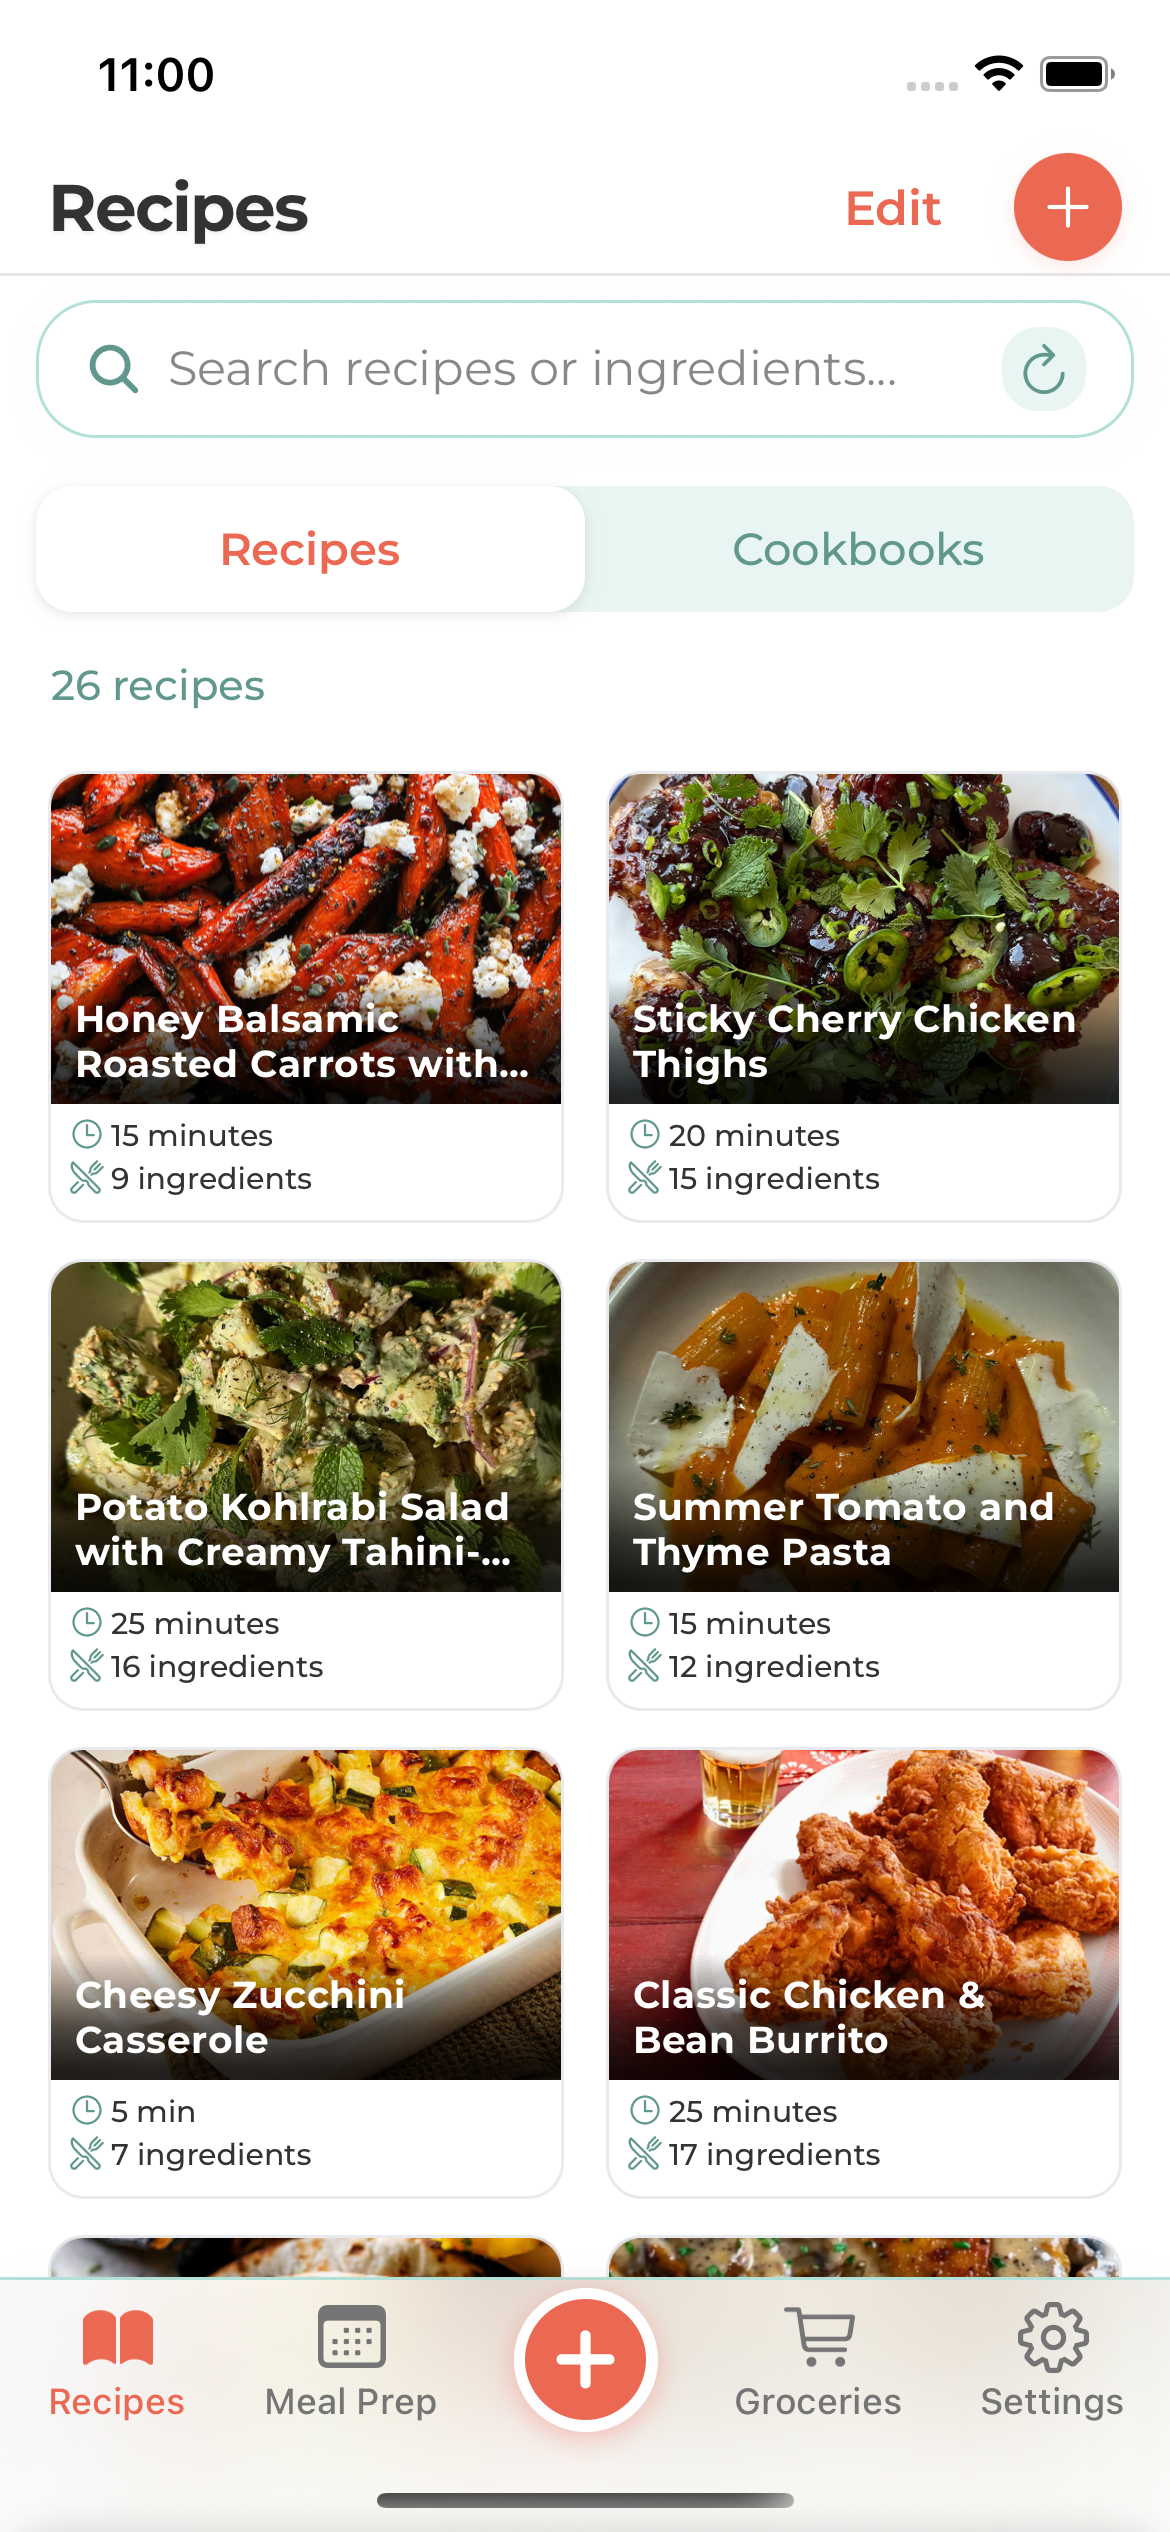 11:00
Recipes
Edit
Search recipes or ingredients...
Recipes
Cookbooks
26 recipes
Honey Balsamic
Roasted Carrots with...
15 minutes
9 ingredients
Sticky Cherry Chicken
Thighs
20 minutes
15 ingredients
Potato Kohlrabi Salad
with Creamy Tahini-...
25 minutes
16 ingredients
Summer Tomato and
Thyme Pasta
15 minutes
12 ingredients
Cheesy Zucchini
Casserole
5 min
7 ingredients
Classic Chicken &
Bean Burrito
25 minutes
17 ingredients
Recipes
Meal Prep
Groceries
Settings